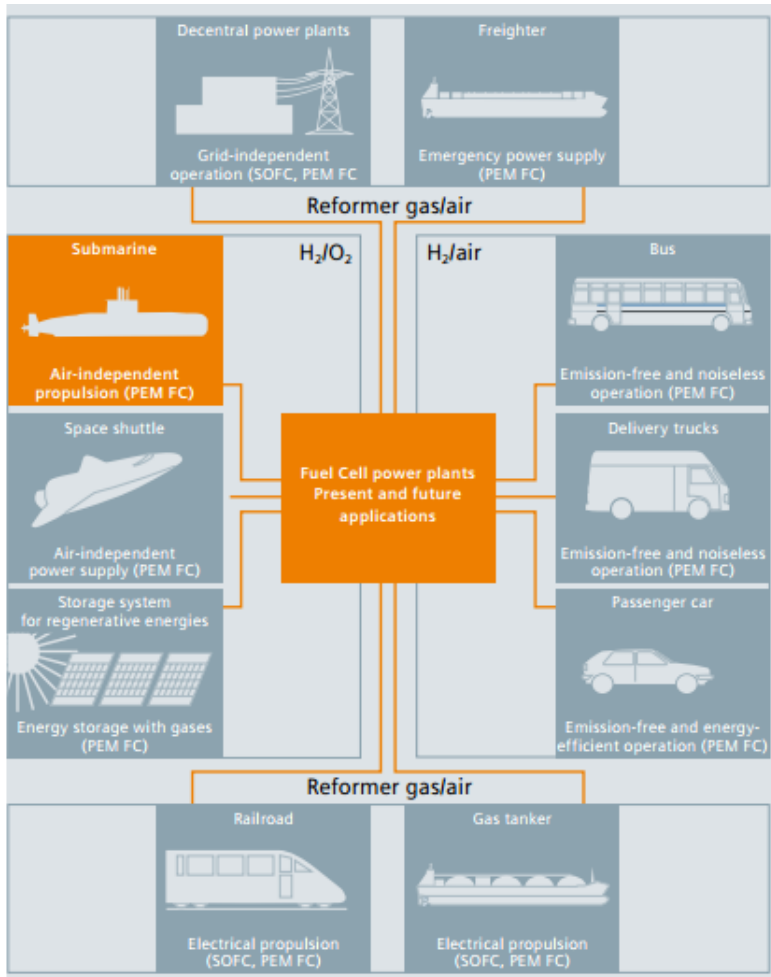 Decentral power plants
Grid-independent
operation (SOFC, PEM FC
Freighter
Emergency power supply
(PEM FC)
Reformer gas/air
Submarine
Air-independent
propulsion (PEM FC)
H₂/O₂
H₂/air
Bus
Emission-free and noiseless
operation (PEM FC)
Space shuttle
Air-independent
power supply (PEM FC)
Fuel Cell power plants
Present and future
applications
Delivery trucks
Emission-free and noiseless
operation (PEM FC)
Storage system
for regenerative energies
Energy storage with gases
(PEM FC)
Passenger car
Emission-free and energy-
efficient operation (PEM FC)
Reformer gas/air
Railroad
Electrical propulsion
(SOFC, PEM FC)
Gas tanker
Electrical propulsion
(SOFC, PEM FC)